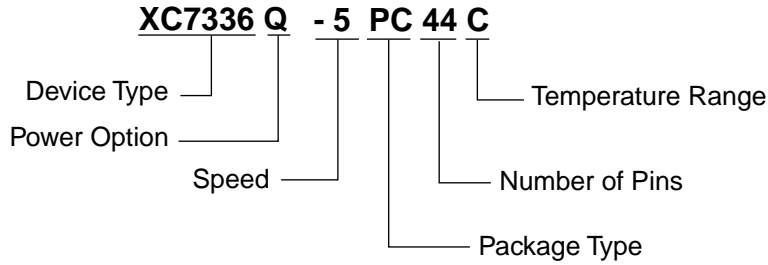 XC7336 Q - 5 PC 44 C
Device Type
Temperature Range
Power Option
Speed
Number of Pins
Package Type